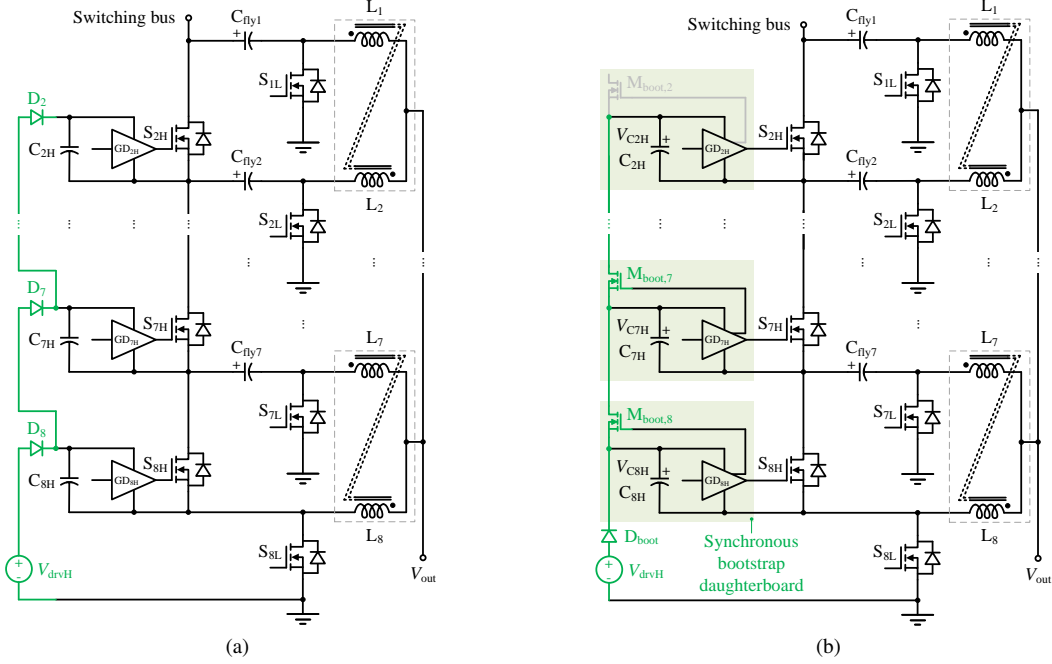 Switching bus
C_fly1
L_1
+
S_1L
D_2
S_2H
C_2H
GD_2H
C_fly2
+
L_2
S_2L
...
D_7
S_7H
C_7H
GD_7H
C_fly7
+
L_7
S_7L
D_8
S_8H
C_8H
GD_8H
L_8
S_8L
+
-
V_drvH
V_out
(a)
Switching bus
C_fly1
L_1
+
S_1L
M_boot,2
V_C2H
+
C_2H
GD_2H
S_2H
C_fly2
+
L_2
S_2L
...
M_boot,7
V_C7H
+
C_7H
GD_7H
S_7H
C_fly7
+
L_7
S_7L
M_boot,8
V_C8H
+
C_8H
GD_8H
S_8H
L_8
D_boot
Synchronous
bootstrap
daughterboard
S_8L
+
-
V_drvH
V_out
(b)